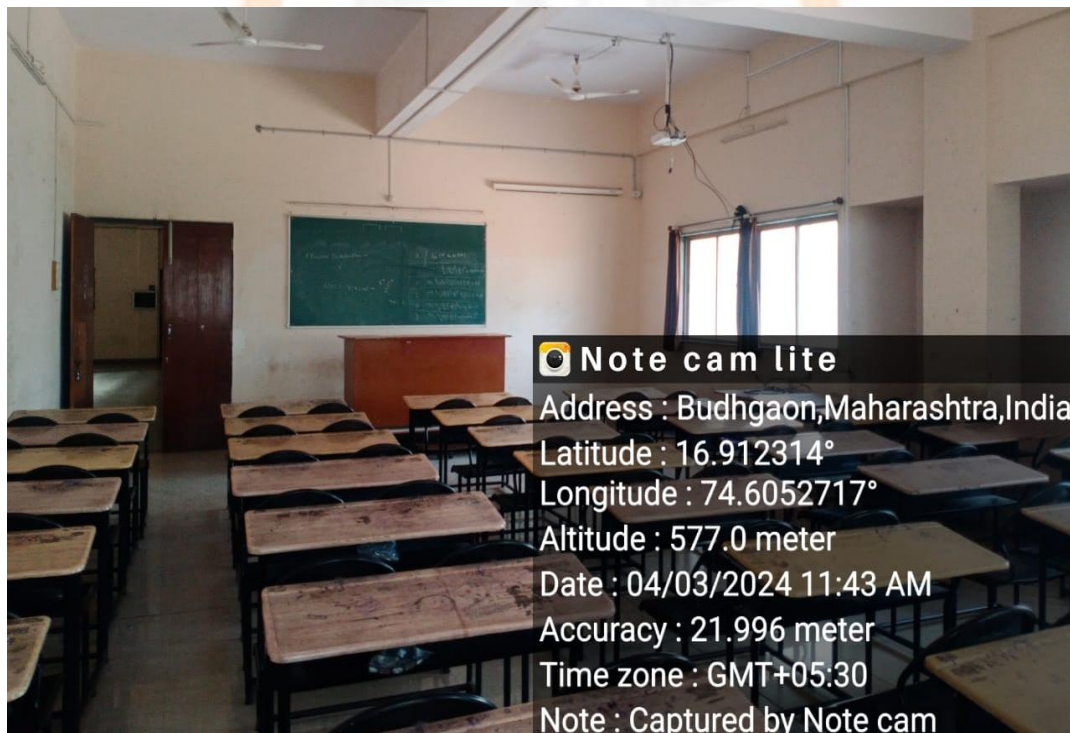 Note cam lite
Address : Budhgaon,Maharashtra,India
Latitude : 16.912314°
Longitude : 74.6052717°
Altitude : 577.0 meter
Date : 04/03/2024 11:43 AM
Accuracy : 21.996 meter
Time zone : GMT+05:30
Note : Captured by Note cam